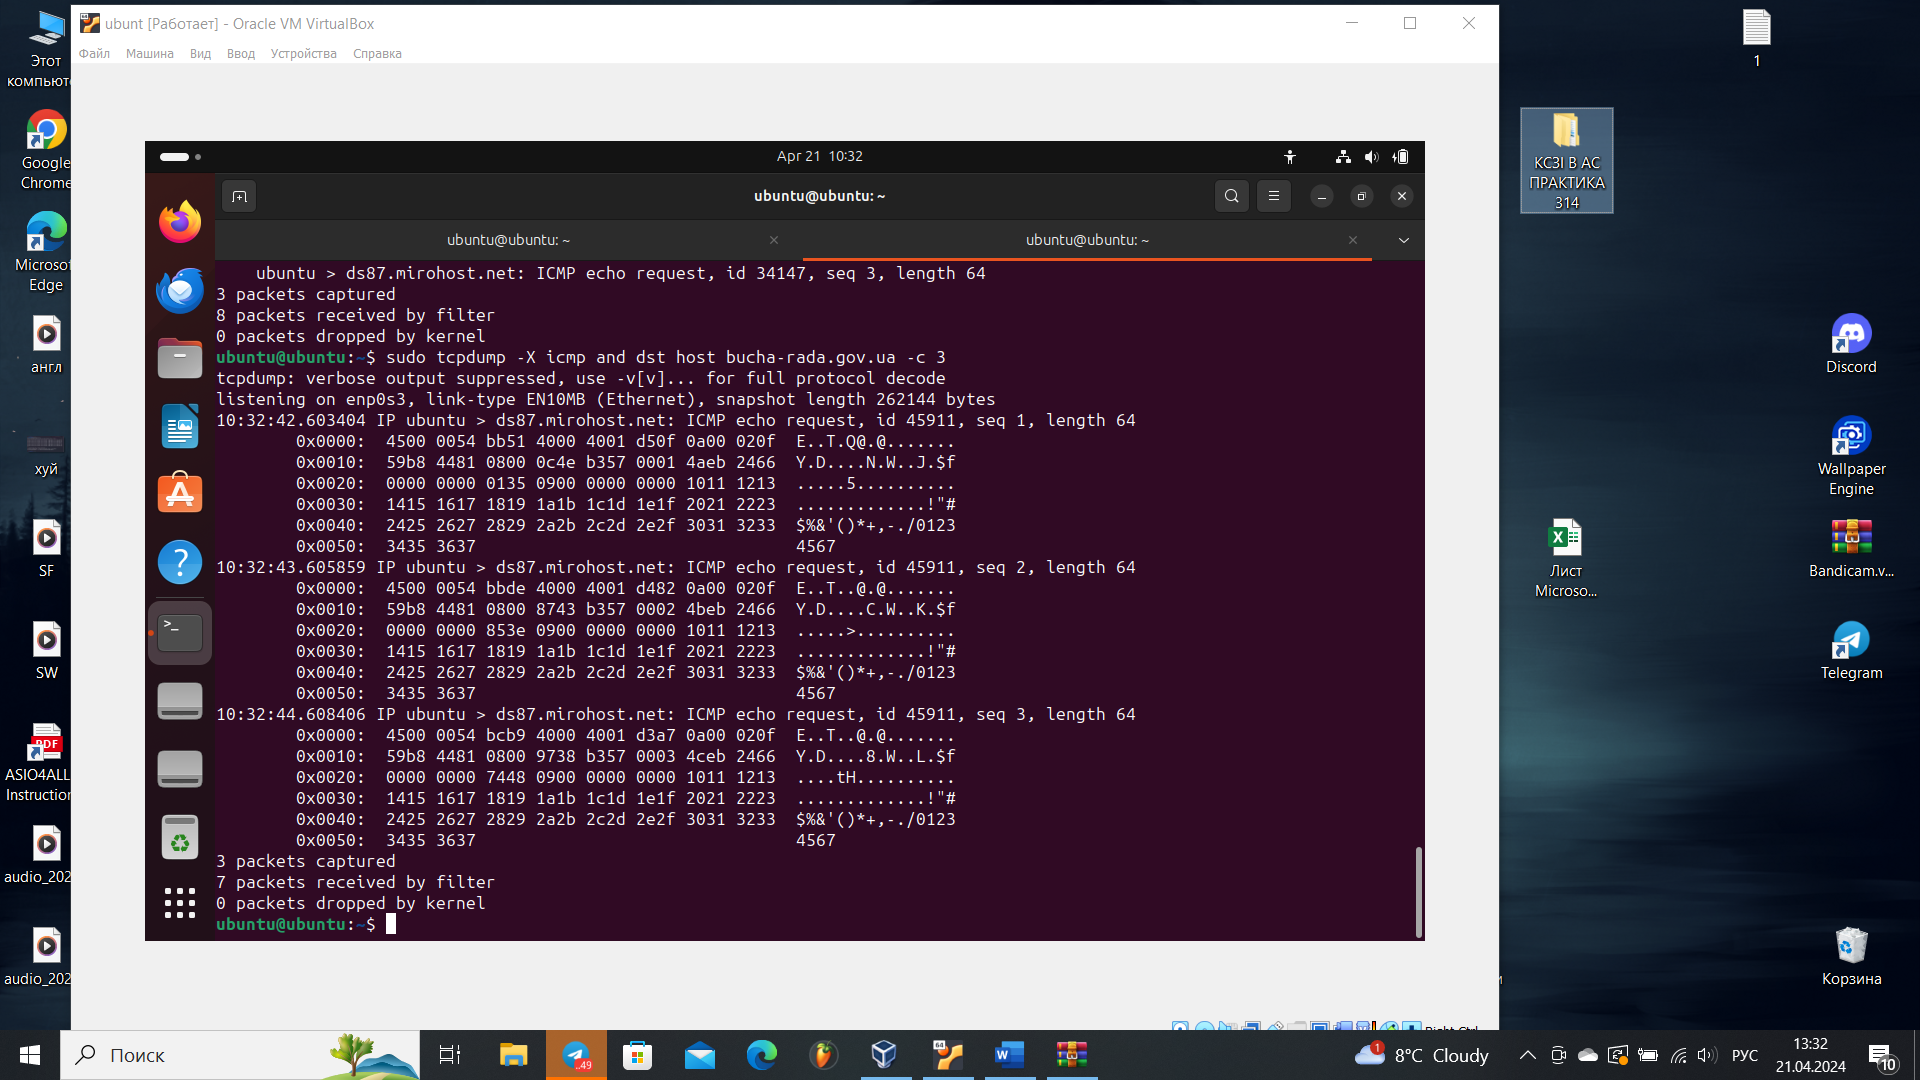 ubunt [Работает] - Oracle VM VirtualBox
Файл Машина Вид Ввод Устройства Справка
Apr 21 10:32
ubuntu@ubuntu: ~
ubuntu@ubuntu: ~
ubuntu@ubuntu: ~
ubuntu > ds87.mirohost.net: ICMP echo request, id 34147, seq 3, length 64
3 packets captured
8 packets received by filter
0 packets dropped by kernel
ubuntu@ubuntu:~$ sudo tcpdump -X icmp and dst host bucha-rada.gov.ua -c 3
tcpdump: verbose output suppressed, use -v[v]... for full protocol decode
listening on enp0s3, link-type EN10MB (Ethernet), snapshot length 262144 bytes
10:32:42.603404 IP ubuntu > ds87.mirohost.net: ICMP echo request, id 45911, seq 1, length 64
0x0000: 4500 0054 bb51 4000 4001 d50f 0a00 020f E..T.Q@.@.......
0x0010: 59b8 4481 0800 0c4e b357 0001 4aeb 2466 Y.D....N.W..J.$f
0x0020: 0000 0000 0135 0900 0000 0000 1011 1213 .....5..........
0x0030: 1415 1617 1819 1a1b 1c1d 1e1f 2021 2223 .............!"#
0x0040: 2425 2627 2829 2a2b 2c2d 2e2f 3031 3233 $%&'()*+,-./0123
0x0050: 3435 3637 4567
10:32:43.605859 IP ubuntu > ds87.mirohost.net: ICMP echo request, id 45911, seq 2, length 64
0x0000: 4500 0054 bbde 4000 4001 d482 0a00 020f E..T..@.@.......
0x0010: 59b8 4481 0800 8743 b357 0002 4beb 2466 Y.D....C.W..K.$f
0x0020: 0000 0000 853e 0900 0000 0000 1011 1213 .....>..........
0x0030: 1415 1617 1819 1a1b 1c1d 1e1f 2021 2223 .............!"#
0x0040: 2425 2627 2829 2a2b 2c2d 2e2f 3031 3233 $%&'()*+,-./0123
0x0050: 3435 3637 4567
10:32:44.608406 IP ubuntu > ds87.mirohost.net: ICMP echo request, id 45911, seq 3, length 64
0x0000: 4500 0054 bcb9 4000 4001 d3a7 0a00 020f E..T..@.@.......
0x0010: 59b8 4481 0800 9738 b357 0003 4ceb 2466 Y.D....8.W..L.$f
0x0020: 0000 0000 7448 0900 0000 0000 1011 1213 ....tH..........
0x0030: 1415 1617 1819 1a1b 1c1d 1e1f 2021 2223 .............!"#
0x0040: 2425 2627 2829 2a2b 2c2d 2e2f 3031 3233 $%&'()*+,-./0123
0x0050: 3435 3637 4567
3 packets captured
7 packets received by filter
0 packets dropped by kernel
ubuntu@ubuntu:~$
Этот
компьют
Google
Chrome
Microsof
Edge
англ
хуй
SF
SW
PDF
ASIO4ALL
Instruction
audio_202
audio_202
1
КСЗІ В АС
ПРАКТИКА
314
Discord
Wallpaper
Engine
Лист
Microso...
Bandicam.v...
Telegram
Корзина
Поиск
..49
64
1
8°C Cloudy
РУС
13:32
21.04.2024
10